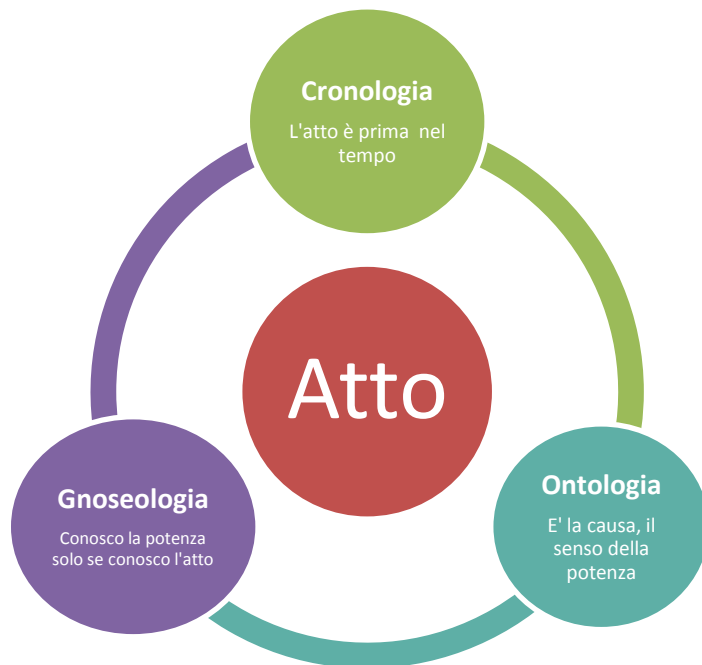 Cronologia
L'atto è prima nel
tempo
Atto
Gnoseologia
Conosco la potenza
solo se conosco l'atto
Ontologia
E' la causa, il
senso della
potenza